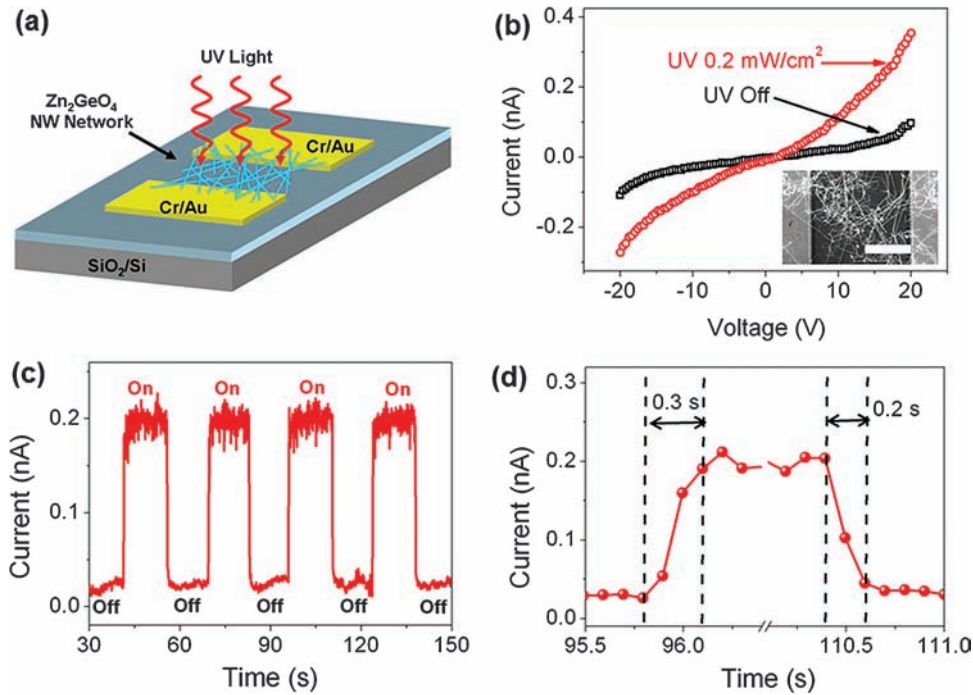 (a)
UV Light
Zn₂GeO₄
NW Network
Cr/Au
Cr/Au
SiO₂/Si
(b)
UV 0.2 mW/cm²
UV Off
Current (nA)
0.4
0.2
0.0
-0.2
-20
-10
0
10
20
Voltage (V)
(c)
On
On
On
On
Current (nA)
0.2
0.1
0.0
Off
Off
Off
Off
Off
30
60
90
120
150
Time (s)
(d)
0.3 s
0.2 s
Current (nA)
0.3
0.2
0.1
0.0
95.5
96.0
110.5
111.0
Time (s)